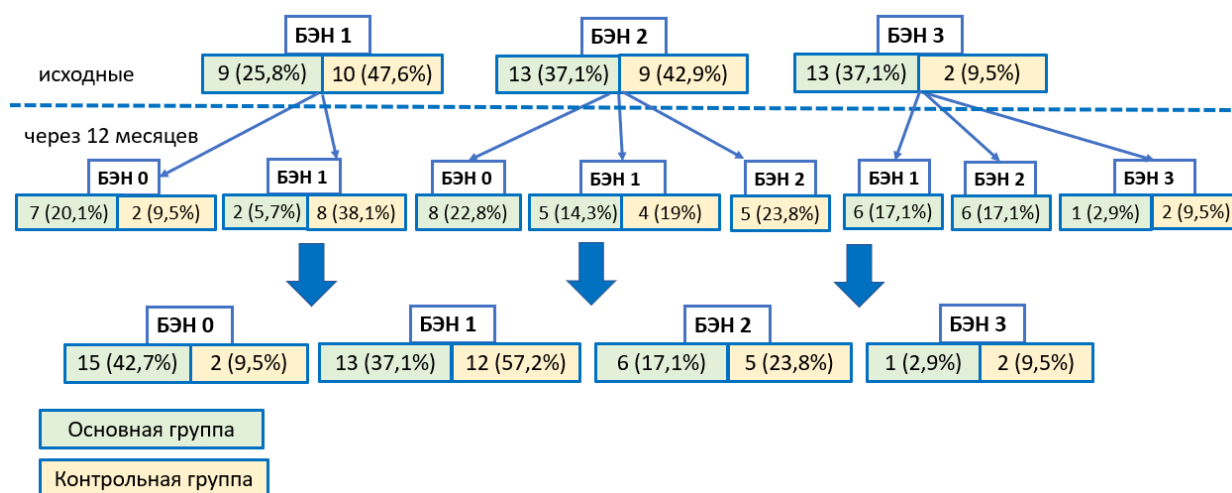 БЭН 1 БЭН 2 БЭН 3
исходные 9 (25,8%) 10 (47,6%) 13 (37,1%) 9 (42,9%) 13 (37,1%) 2 (9,5%)
через 12 месяцев
БЭН 0 БЭН 1 БЭН 0 БЭН 1 БЭН 2 БЭН 1 БЭН 2 БЭН 3
7 (20,1%) 2 (9,5%) 2 (5,7%) 8 (38,1%) 8 (22,8%) 5 (14,3%) 4 (19%) 5 (23,8%) 6 (17,1%) 6 (17,1%) 1 (2,9%) 2 (9,5%)
БЭН 0 БЭН 1 БЭН 2 БЭН 3
15 (42,7%) 2 (9,5%) 13 (37,1%) 12 (57,2%) 6 (17,1%) 5 (23,8%) 1 (2,9%) 2 (9,5%)
Основная группа
Контрольная группа